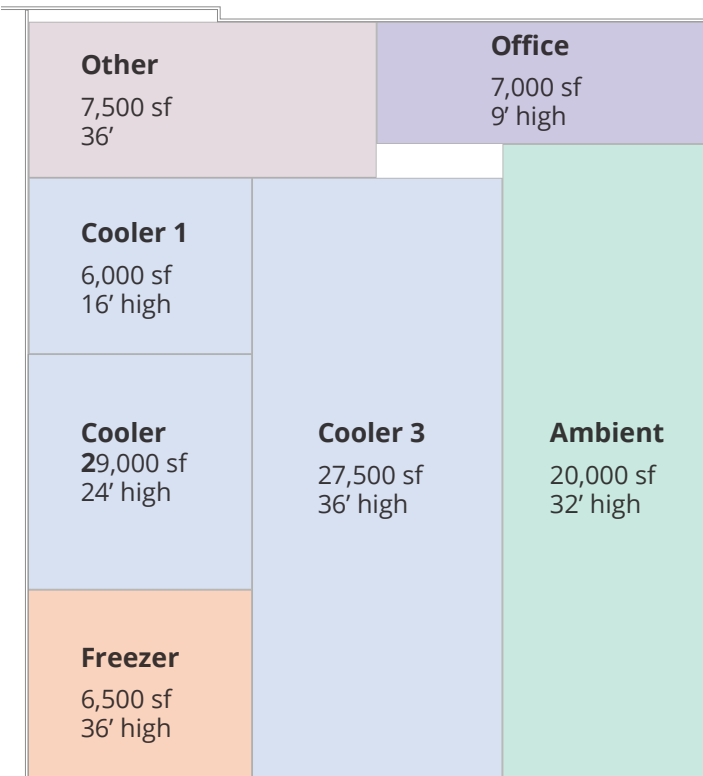 Other
7,500 sf
36’
Office
7,000 sf
9’ high
Cooler 1
6,000 sf
16’ high
Cooler
29,000 sf
24’ high
Cooler 3
27,500 sf
36’ high
Ambient
20,000 sf
32’ high
Freezer
6,500 sf
36’ high